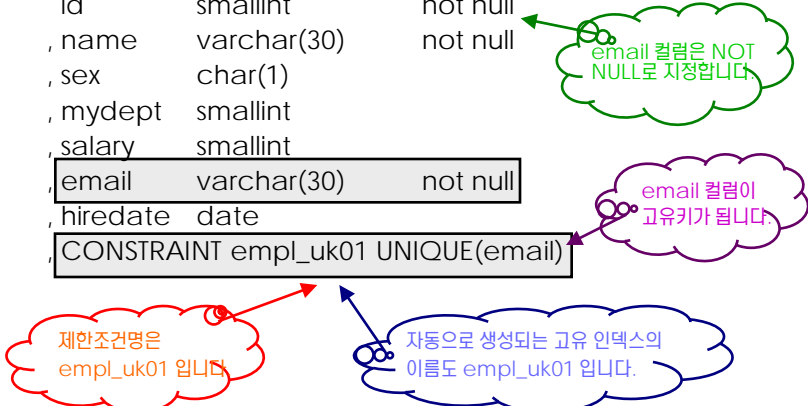 id smallint not null
, name varchar(30) not null
, sex char(1)
, mydept smallint
, salary smallint
, email varchar(30) not null
, hiredate date
, CONSTRAINT empl_uk01 UNIQUE(email)
email 컬럼은 NOT
NULL로 지정합니다.
email 컬럼이
고유키가 됩니다.
제한조건명은
empl_uk01 입니다.
자동으로 생성되는 고유 인덱스의
이름도 empl_uk01 입니다.